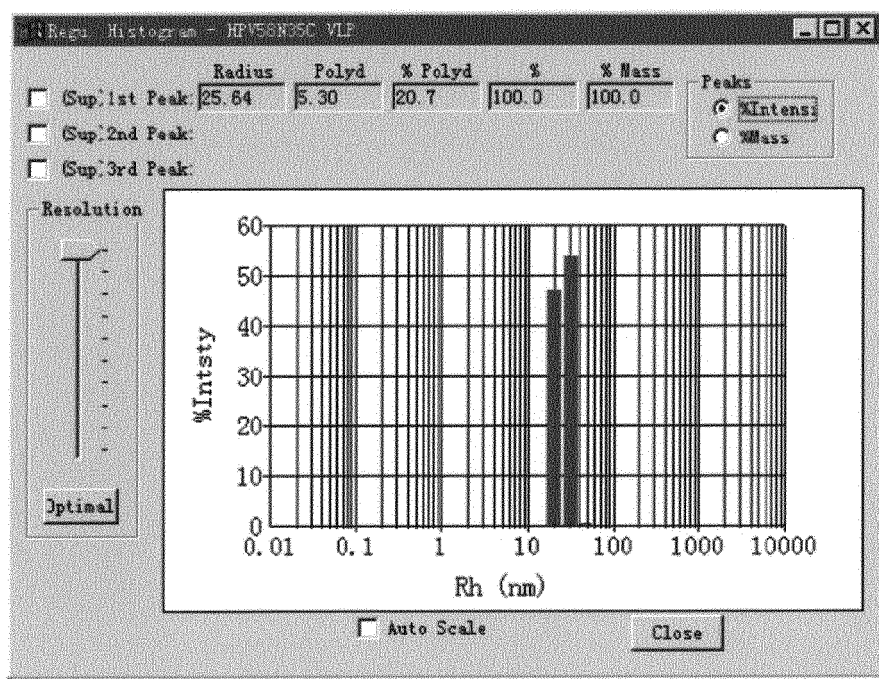 Regu. Histogram - HPV58N35C VLP
Radius Polyd % Polyd % % Mass
(Sup)1st Peak: 25.64 5.30 20.7 100.0 100.0
(Sup)2nd Peak:
(Sup)3rd Peak:
Peaks
%Intensi
%Mass
Resolution
Optimal
%Intsty
60
50
40
30
20
10
0
0.01 0.1 1 10 100 1000 10000
Rh (nm)
Auto Scale
Close